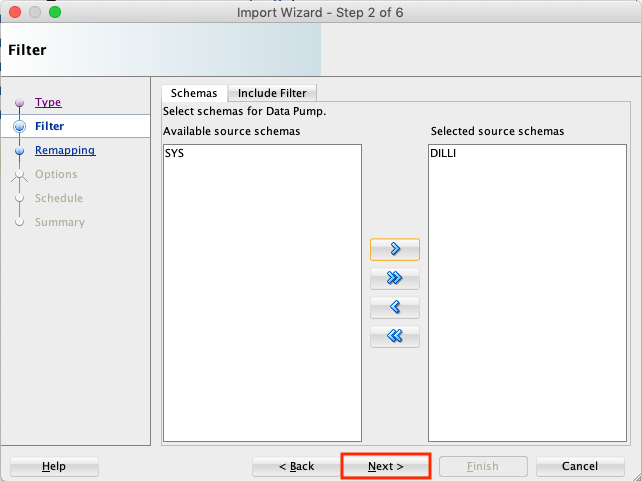 Import Wizard - Step 2 of 6
Filter
Type
Filter
Remapping
Options
Schedule
Summary
Schemas
Include Filter
Select schemas for Data Pump.
Available source schemas
SYS
Selected source schemas
DILLI
Help
< Back
Next >
Finish
Cancel